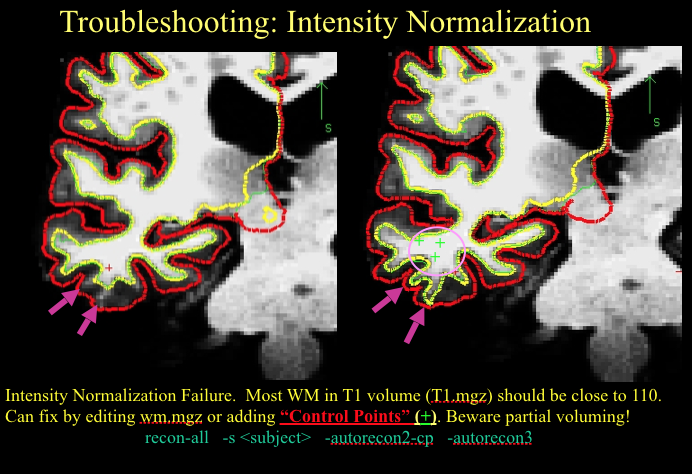 Troubleshooting: Intensity Normalization
S
S
Intensity Normalization Failure. Most WM in T1 volume (T1.mgz) should be close to 110.
Can fix by editing wm.mgz or adding “Control Points” (+). Beware partial voluming!
recon-all -s <subject> -autorecon2-cp -autorecon3